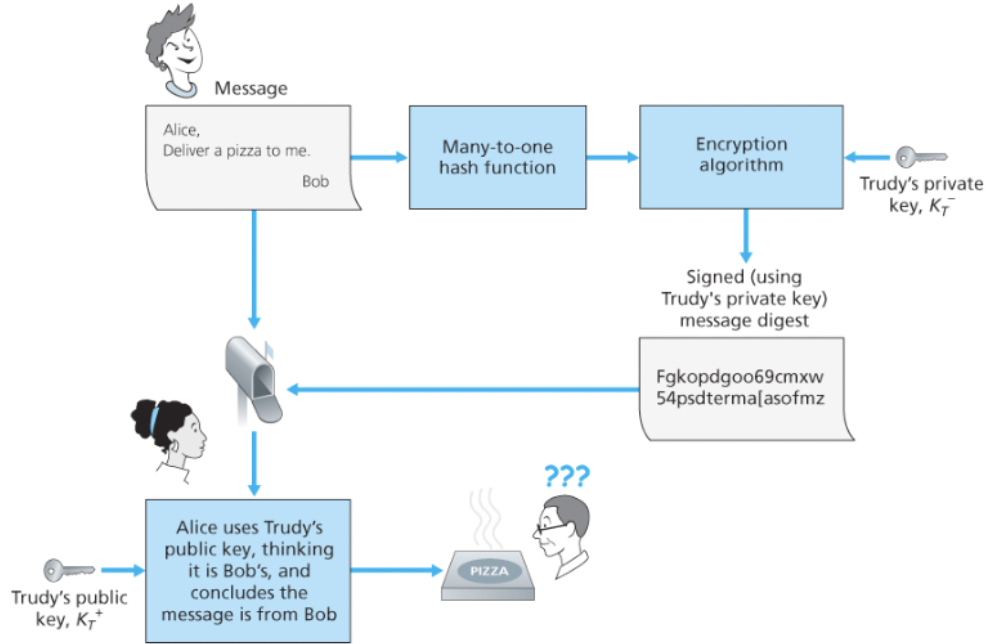 Message
Alice,
Deliver a pizza to me.
Bob
Many-to-one
hash function
Encryption
algorithm
Trudy's private
key, K_T^-
Signed (using
Trudy's private key)
message digest
Fgkopdgoo69cmxw
54psdterma[asofmz
Alice uses Trudy's
public key, thinking
it is Bob's, and
concludes the
message is from Bob
Trudy's public
key, K_T^+
PIZZA
???